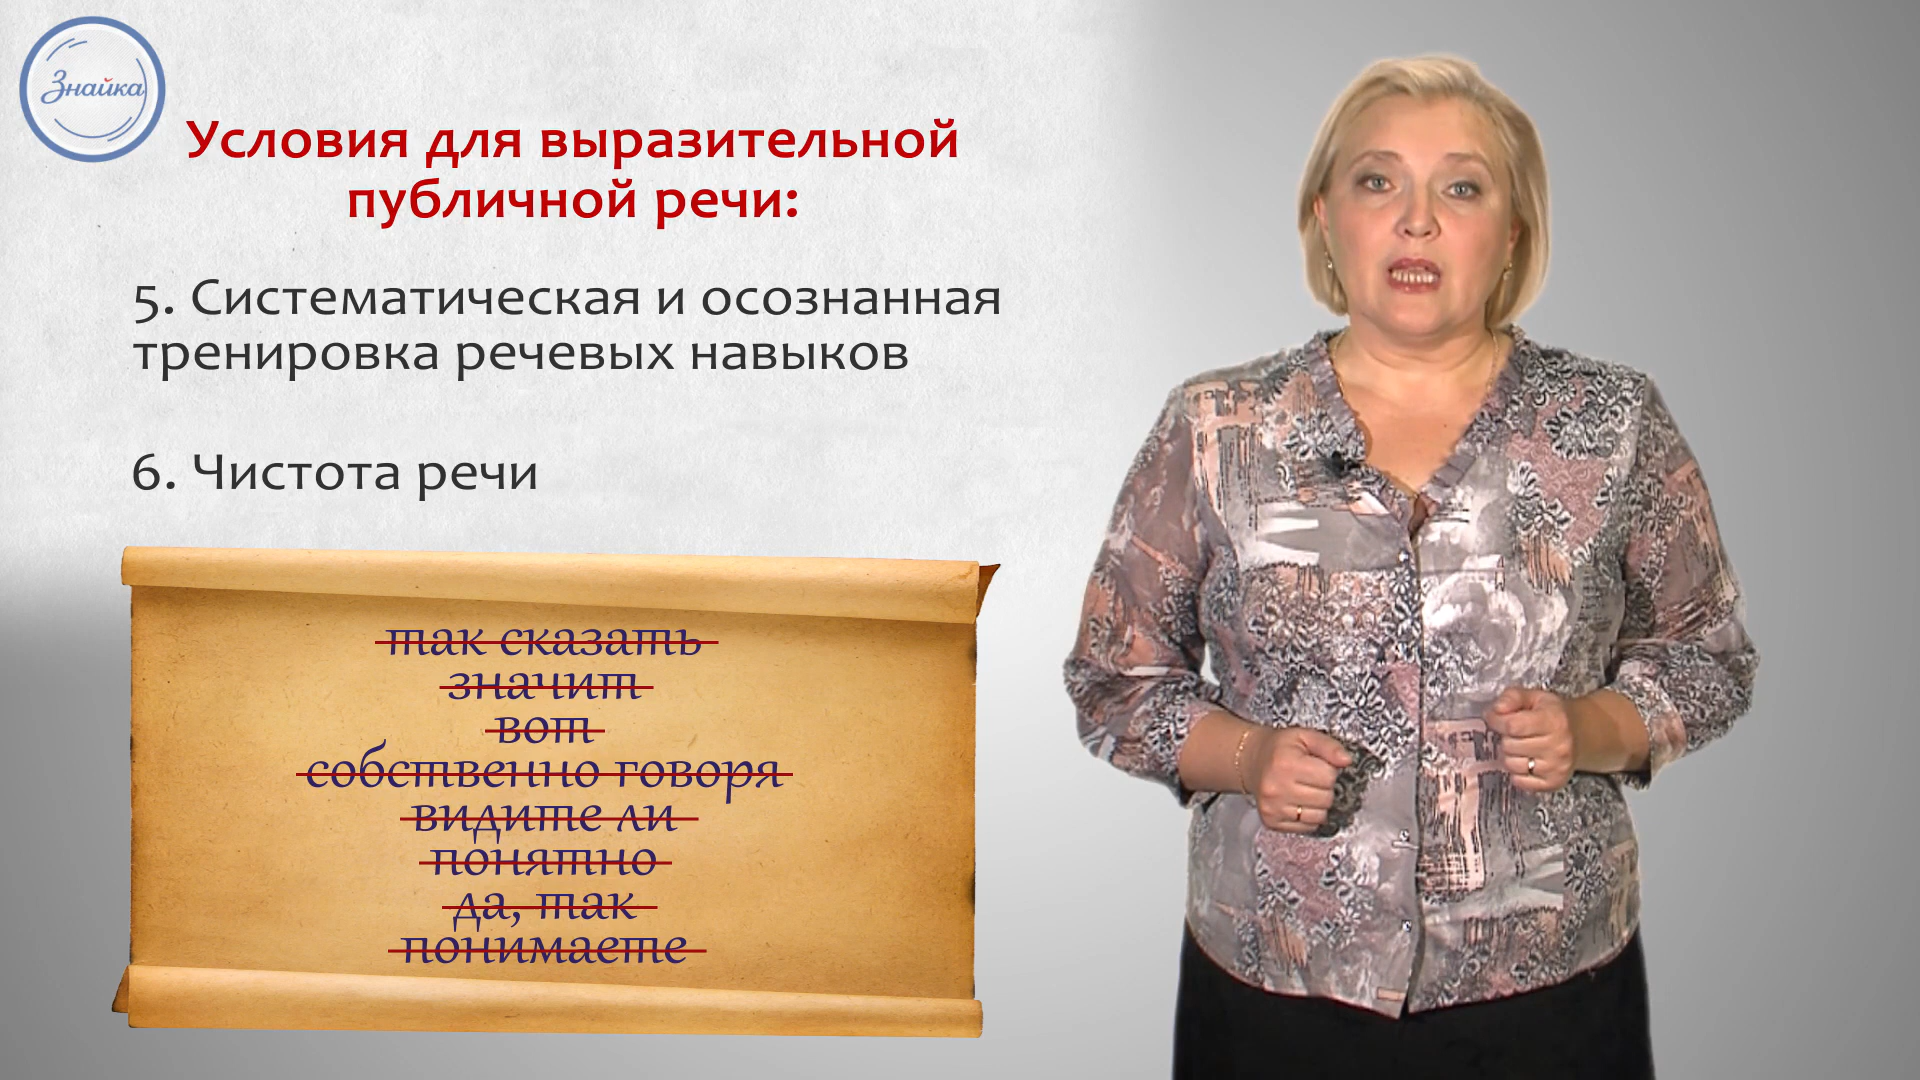 Знайка
Условия для выразительной
публичной речи:
5. Систематическая и осознанная
тренировка речевых навыков
6. Чистота речи
так сказать
значит
вот
собственно говоря
видите ли
понятно
да, так
понимаете